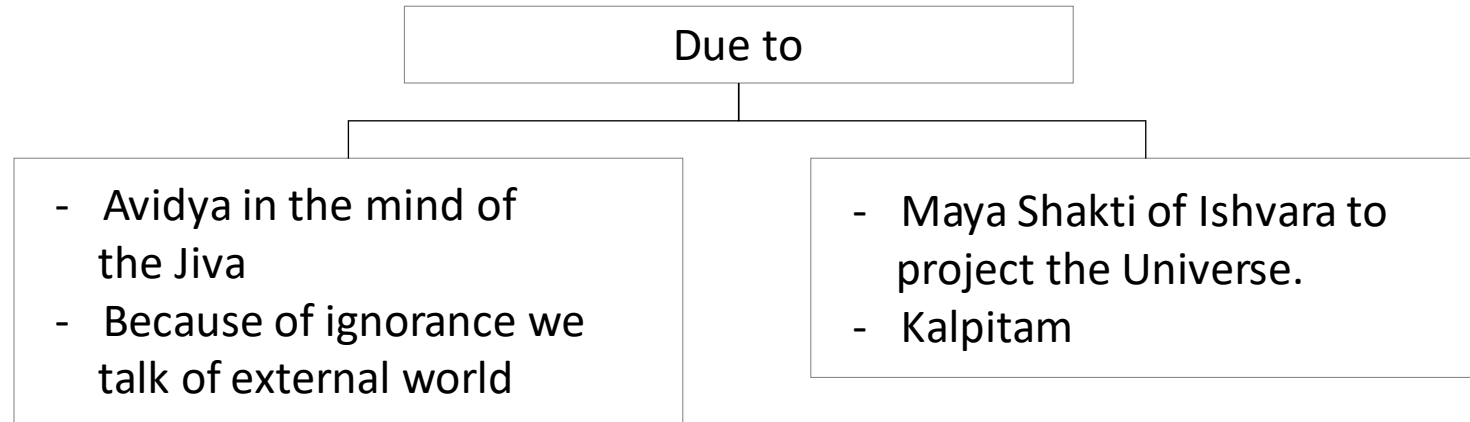 Due to
- Avidya in the mind of
the Jiva
- Because of ignorance we
talk of external world
- Maya Shakti of Ishvara to
project the Universe.
- Kalpitam